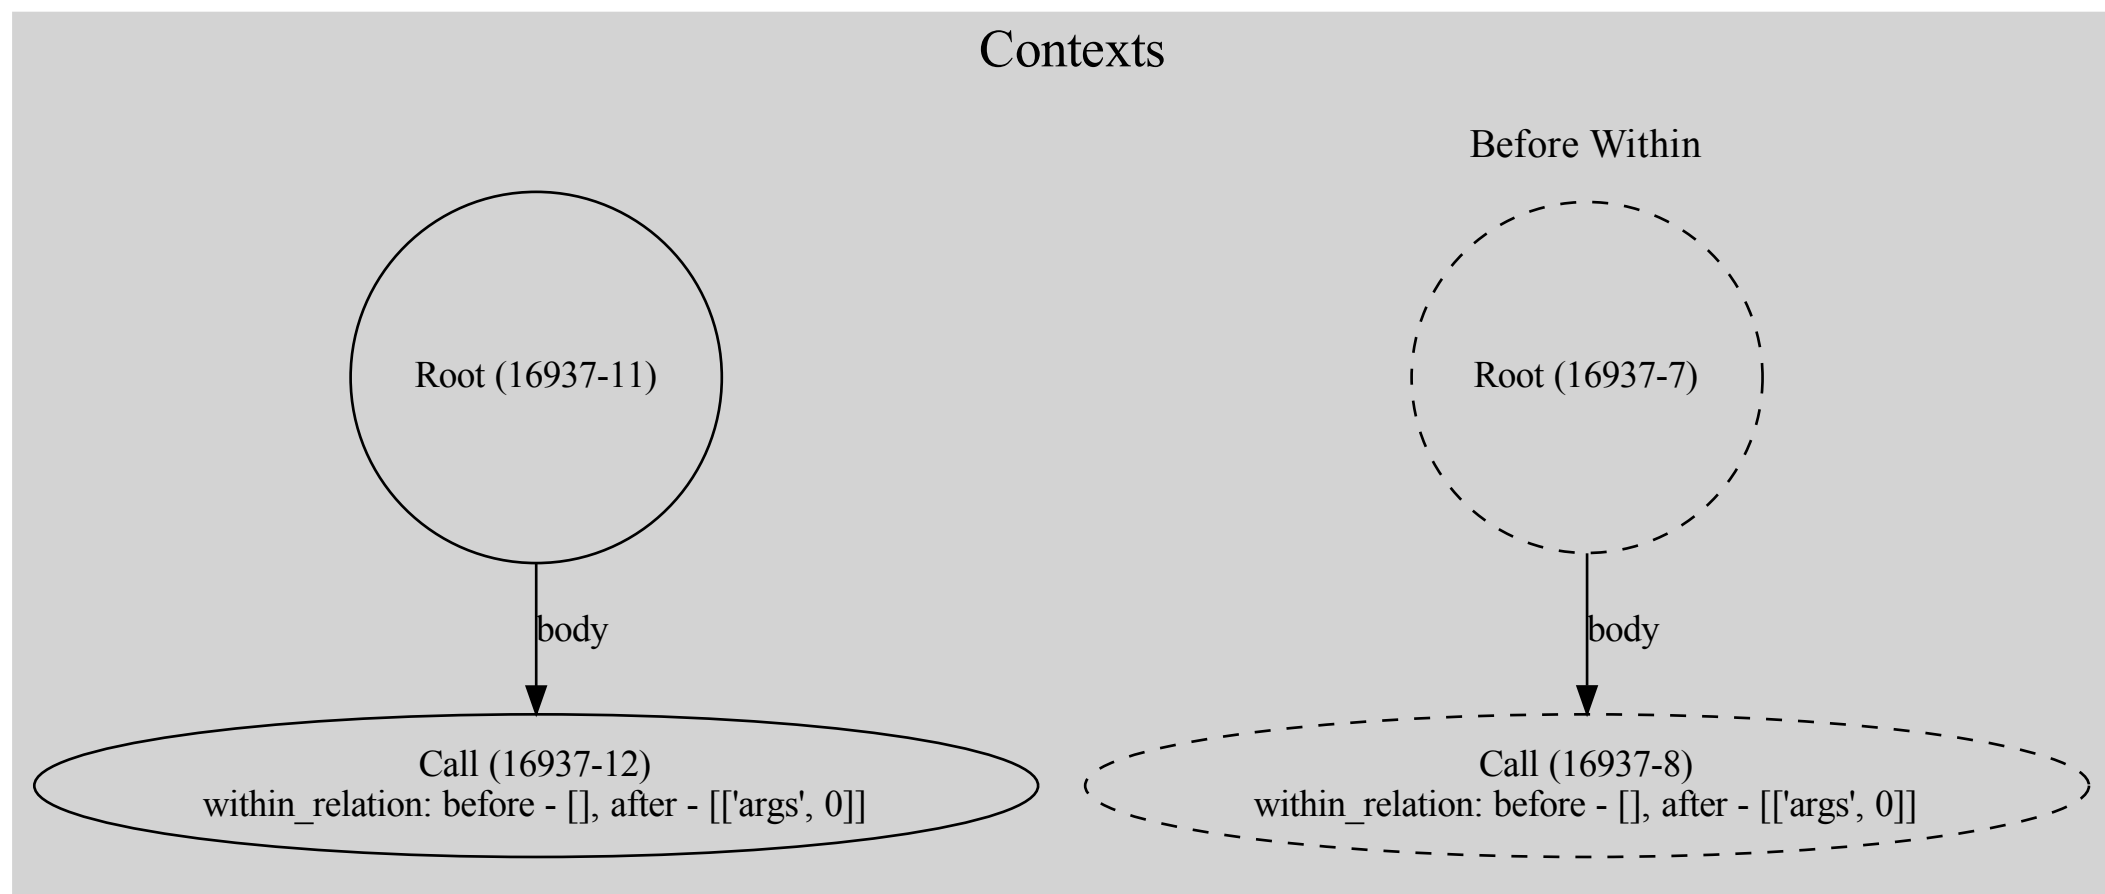 Contexts
Before Within
Root (16937-11)
Root (16937-7)
body
body
Call (16937-12)
within_relation: before - [], after - [['args', 0]]
Call (16937-8)
within_relation: before - [], after - [['args', 0]]